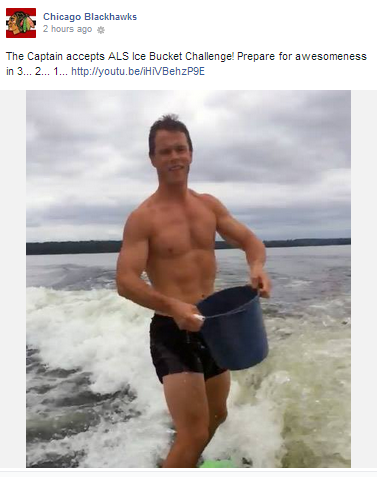 Chicago Blackhawks
2 hours ago
The Captain accepts ALS Ice Bucket Challenge! Prepare for awesomeness
in 3... 2... 1... http://youtu.be/iHiVBehzP9E